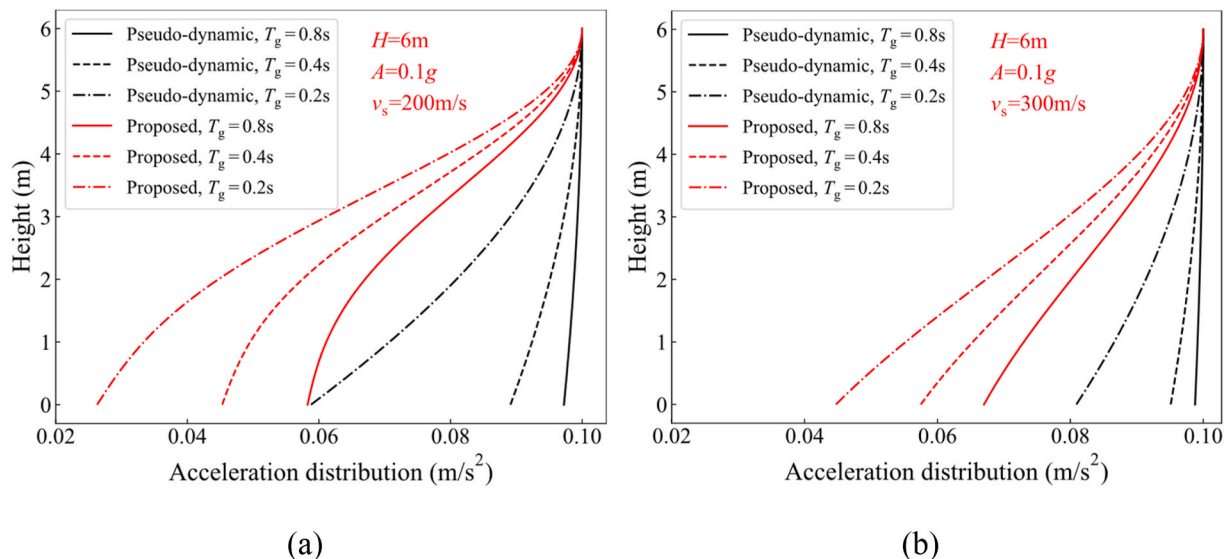 Pseudo-dynamic, Tg=0.8s
Pseudo-dynamic, Tg=0.4s
Pseudo-dynamic, Tg=0.2s
Proposed, Tg=0.8s
Proposed, Tg=0.4s
Proposed, Tg=0.2s
H=6m
A=0.1g
vs=200m/s
6
5
4
3
2
1
0
Height (m)
0.02
0.04
0.06
0.08
0.10
Acceleration distribution (m/s²)
(a)
Pseudo-dynamic, Tg=0.8s
Pseudo-dynamic, Tg=0.4s
Pseudo-dynamic, Tg=0.2s
Proposed, Tg=0.8s
Proposed, Tg=0.4s
Proposed, Tg=0.2s
H=6m
A=0.1g
vs=300m/s
6
5
4
3
2
1
0
Height (m)
0.02
0.04
0.06
0.08
0.10
Acceleration distribution (m/s²)
(b)